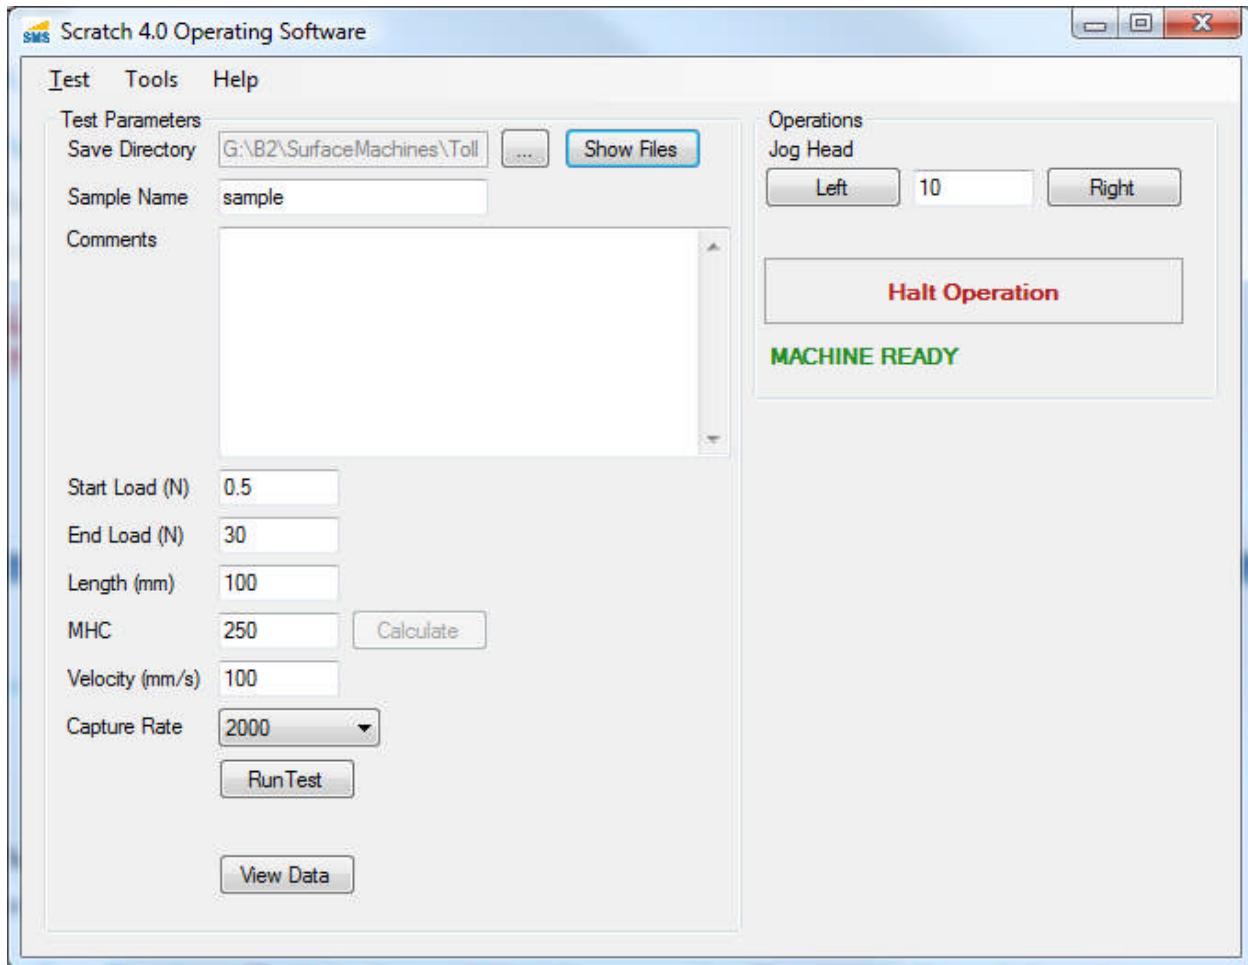 SMS Scratch 4.0 Operating Software
Test Tools Help
Test Parameters
Save Directory G:\B2\SurfaceMachines\Toll ... Show Files
Sample Name sample
Comments
Start Load (N) 0.5
End Load (N) 30
Length (mm) 100
MHC 250 Calculate
Velocity (mm/s) 100
Capture Rate 2000
RunTest
View Data
Operations
Jog Head
Left 10 Right
Halt Operation
MACHINE READY